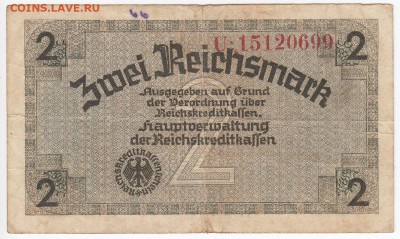 COINS.LAVE.RU
66
U·15120699
2 2
Zwei Reichsmark
Ausgegeben auf Grund
der Verordnung über
Reichskreditkassen.
Hauptverwaltung
der Reichskreditkassen
2
2 2